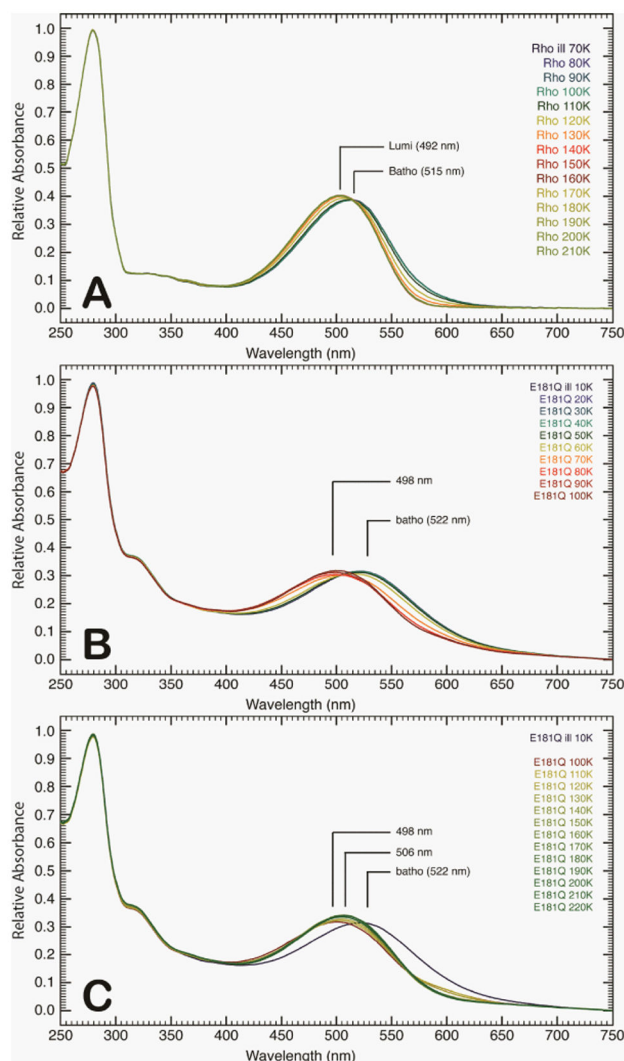 1.0
0.9
0.8
0.7
0.6
0.5
0.4
0.3
0.2
0.1
0.0
Relative Absorbance
Rho ill 70K
Rho 80K
Rho 90K
Rho 100K
Rho 110K
Rho 120K
Rho 130K
Rho 140K
Rho 150K
Rho 160K
Rho 170K
Rho 180K
Rho 190K
Rho 200K
Rho 210K
Lumi (492 nm)
Batho (515 nm)
A
250 300 350 400 450 500 550 600 650 700 750
Wavelength (nm)
1.0
0.9
0.8
0.7
0.6
0.5
0.4
0.3
0.2
0.1
0.0
Relative Absorbance
E181Q ill 10K
E181Q 20K
E181Q 30K
E181Q 40K
E181Q 50K
E181Q 60K
E181Q 70K
E181Q 80K
E181Q 90K
E181Q 100K
498 nm
batho (522 nm)
B
250 300 350 400 450 500 550 600 650 700 750
Wavelength (nm)
1.0
0.9
0.8
0.7
0.6
0.5
0.4
0.3
0.2
0.1
0.0
Relative Absorbance
E181Q ill 10K
E181Q 100K
E181Q 110K
E181Q 120K
E181Q 130K
E181Q 140K
E181Q 150K
E181Q 160K
E181Q 170K
E181Q 180K
E181Q 190K
E181Q 200K
E181Q 210K
E181Q 220K
498 nm
506 nm
batho (522 nm)
C
250 300 350 400 450 500 550 600 650 700 750
Wavelength (nm)